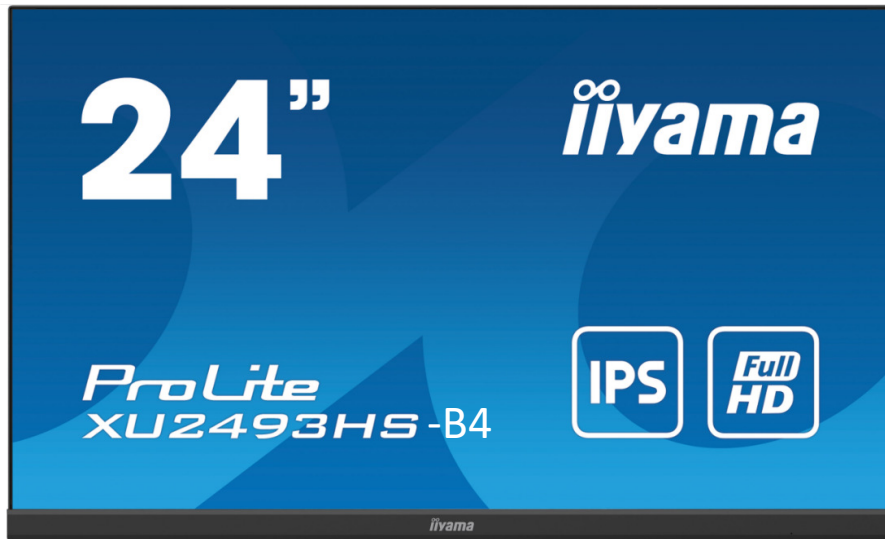 24”
iiyama
ProLite
XU2493HS -B4
IPS
Full
HD
iiyama